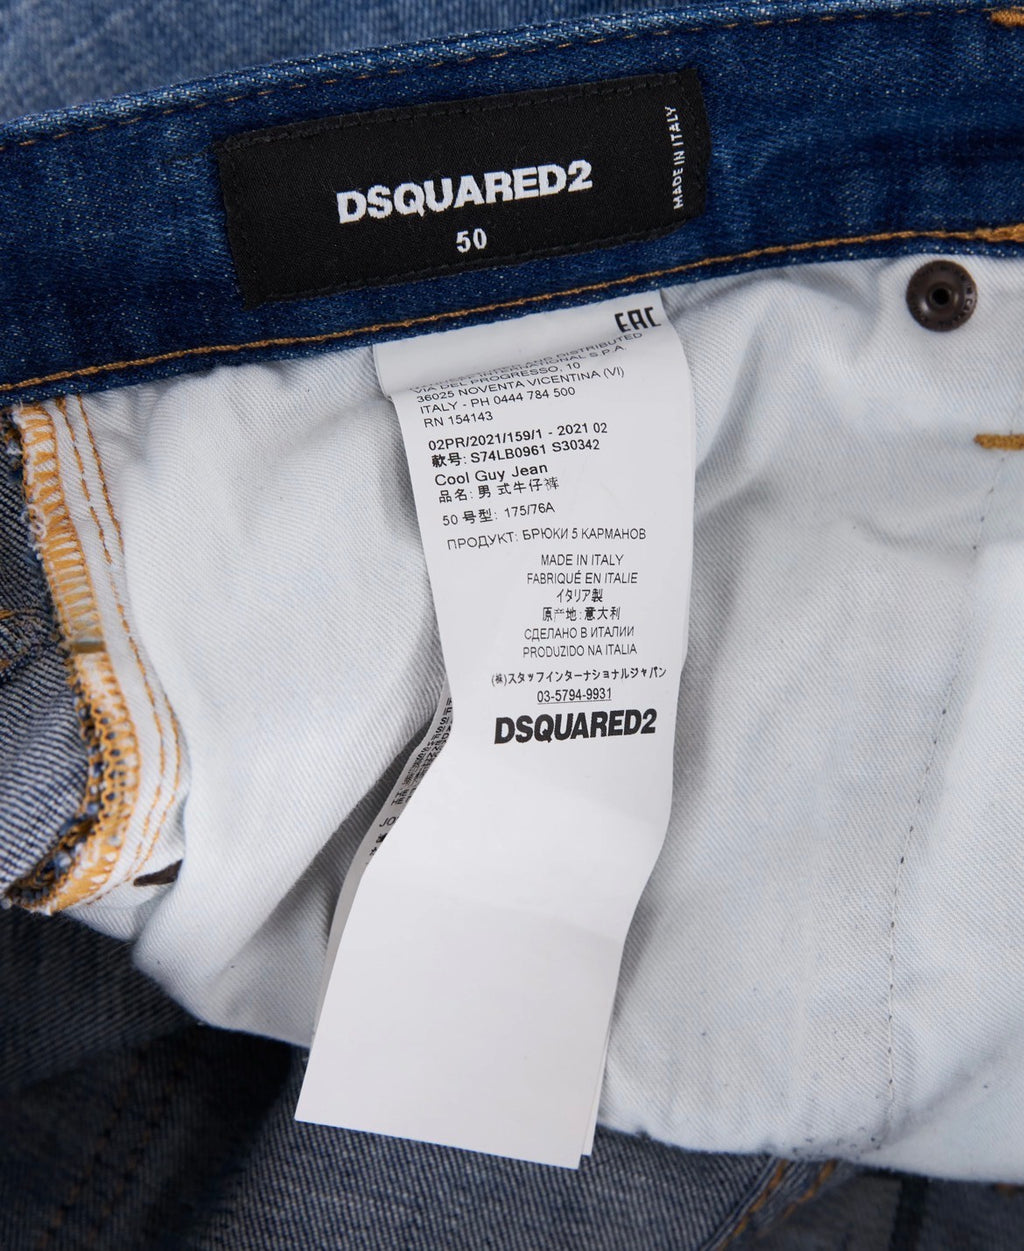 DSQUARED2
50
MADE IN ITALY
EAC
AND DISTRIBUTED
INTERNATIONAL S.P.A.
VIA DEL PROGRESSO, 10
36025 NOVENTA VICENTINA (VI)
ITALY - PH 0444 784 500
RN 154143
02PR/2021/159/1 - 2021 02
款号: S74LB0961 S30342
Cool Guy Jean
品名: 男 式牛仔裤
50 号型: 175/76A
ПРОДУКТ: БРЮКИ 5 КАРМАНОВ
MADE IN ITALY
FABRIQUÉ EN ITALIE
イタリア製
原产地: 意大利
СДЕЛАНО В ИТАЛИИ
PRODUZIDO NA ITALIA
(株)スタッフインターナショナルジャパン
03-5794-9931
DSQUARED2